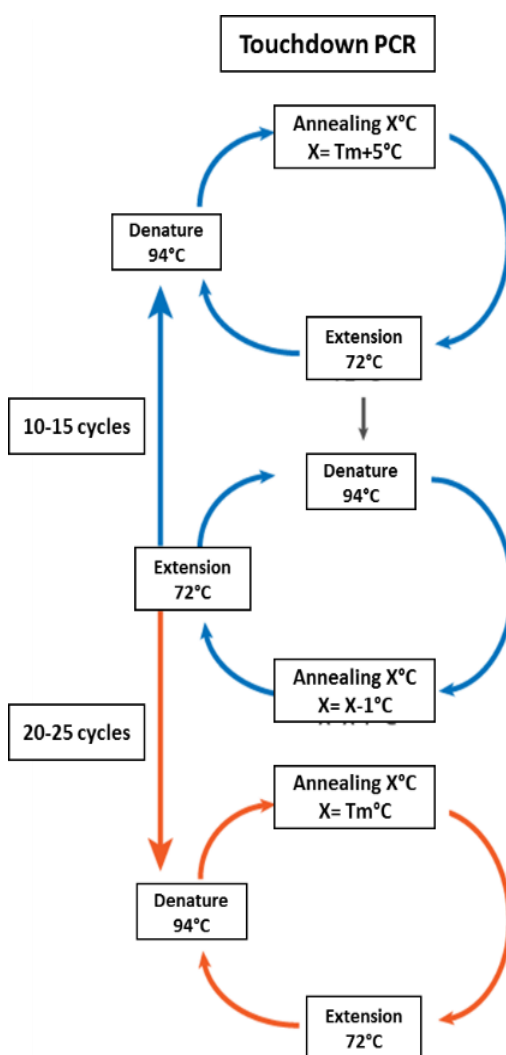 Touchdown PCR
Annealing X°C
X= Tm+5°C
Denature
94°C
Extension
72°C
10-15 cycles
Denature
94°C
Extension
72°C
Annealing X°C
X= X-1°C
20-25 cycles
Annealing X°C
X= Tm°C
Denature
94°C
Extension
72°C